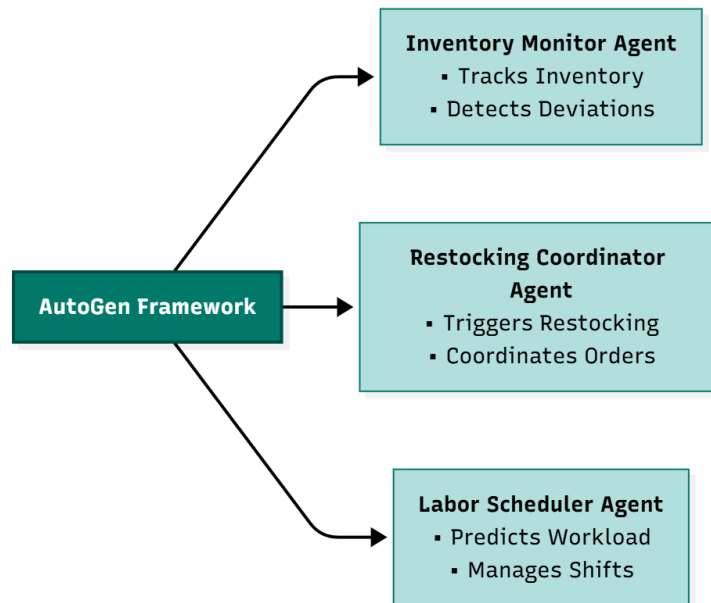 Inventory Monitor Agent
▪ Tracks Inventory
▪ Detects Deviations
AutoGen Framework
Restocking Coordinator
Agent
▪ Triggers Restocking
▪ Coordinates Orders
Labor Scheduler Agent
▪ Predicts Workload
▪ Manages Shifts